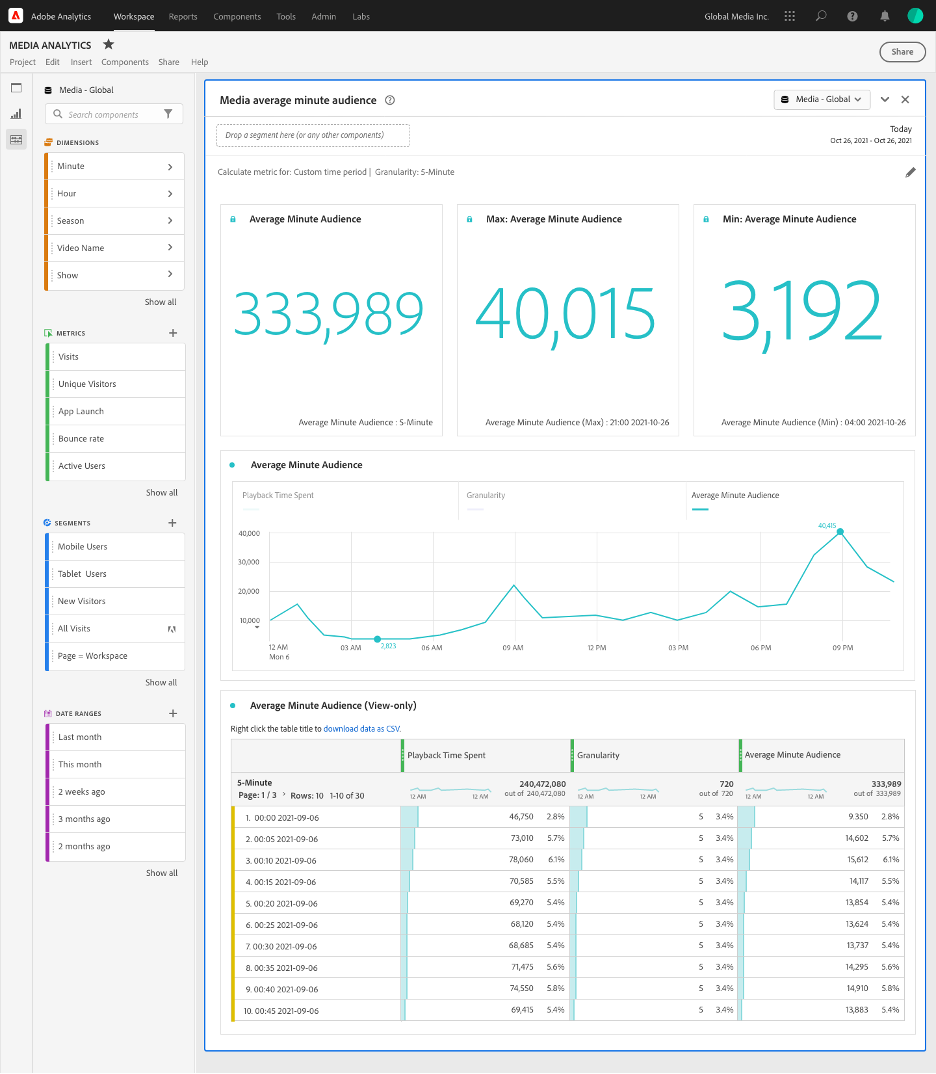 Adobe Analytics Workspace Reports Components Tools Admin Labs Global Media Inc.
MEDIA ANALYTICS
Project Edit Insert Components Share Help
Share
Media - Global
Search components
DIMENSIONS
Minute
Hour
Season
Video Name
Show
Show all
METRICS
Visits
Unique Visitors
App Launch
Bounce rate
Active Users
Show all
SEGMENTS
Mobile Users
Tablet Users
New Visitors
All Visits
Page = Workspace
Show all
DATE RANGES
Last month
This month
2 weeks ago
3 months ago
2 months ago
Show all
Media average minute audience
Media - Global
Drop a segment here (or any other components)
Today
Oct 26, 2021 - Oct 26, 2021
Calculate metric for: Custom time period | Granularity: 5-Minute
Average Minute Audience
333,989
Average Minute Audience : 5-Minute
Max: Average Minute Audience
40,015
Average Minute Audience (Max) : 21:00 2021-10-26
Min: Average Minute Audience
3,192
Average Minute Audience (Min) : 04:00 2021-10-26
Average Minute Audience
Playback Time Spent Granularity Average Minute Audience
40,415
40,000
30,000
20,000
10,000
2,823
12 AM 03 AM 06 AM 09 AM 12 PM 03 PM 06 PM 09 PM
Mon 6
Average Minute Audience (View-only)
Right click the table title to download data as CSV.
Playback Time Spent Granularity Average Minute Audience
5-Minute 240,472,080 720 333,989
Page: 1 / 3 > Rows: 10 1-10 of 30 12 AM 12 AM out of 240,472,080 12 AM 12 AM out of 720 12 AM 12 AM out of 333,989
1. 00:00 2021-09-06 46,750 2.8% 5 3.4% 9.350 2.8%
2. 00:05 2021-09-06 73,010 5.7% 5 3.4% 14,602 5.7%
3. 00:10 2021-09-06 78,060 6.1% 5 3.4% 15,612 6.1%
4. 00:15 2021-09-06 70,585 5.5% 5 3.4% 14,117 5.5%
5. 00:20 2021-09-06 69,270 5.4% 5 3.4% 13,854 5.4%
6. 00:25 2021-09-06 68,120 5.4% 5 3.4% 13,624 5.4%
7. 00:30 2021-09-06 68,685 5.4% 5 3.4% 13,737 5.4%
8. 00:35 2021-09-06 71,475 5.6% 5 3.4% 14,295 5.6%
9. 00:40 2021-09-06 74,550 5.8% 5 3.4% 14,910 5.8%
10. 00:45 2021-09-06 69,415 5.4% 5 3.4% 13,883 5.4%